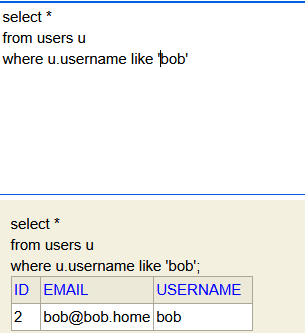 select *
from users u
where u.username like 'bob'
select *
from users u
where u.username like 'bob';
ID EMAIL USERNAME
2 bob@bob.home bob